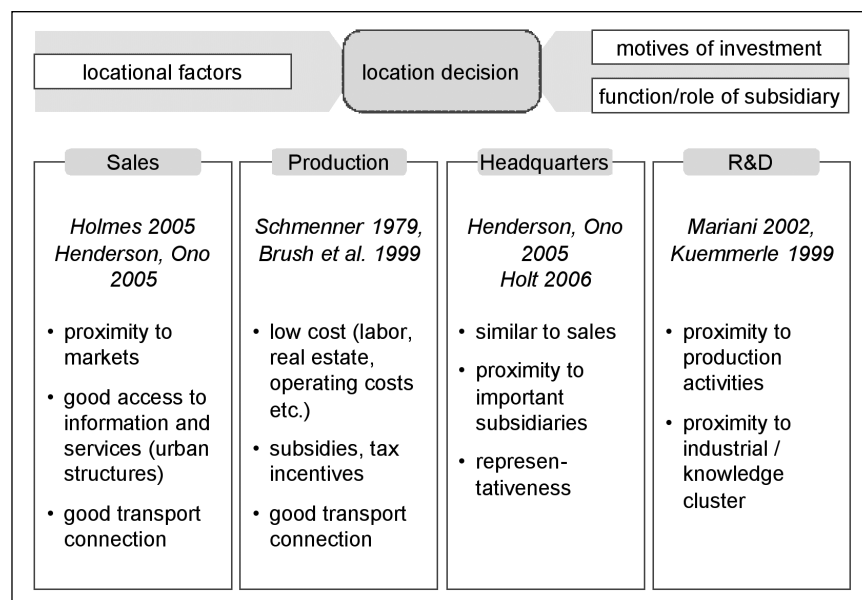 locational factors
location decision
motives of investment
function/role of subsidiary
Sales
Holmes 2005
Henderson, Ono
2005
• proximity to
markets
• good access to
information and
services (urban
structures)
• good transport
connection
Production
Schmenner 1979,
Brush et al. 1999
• low cost (labor,
real estate,
operating costs
etc.)
• subsidies, tax
incentives
• good transport
connection
Headquarters
Henderson, Ono
2005
Holt 2006
• similar to sales
• proximity to
important
subsidiaries
• represen-
tativeness
R&D
Mariani 2002,
Kuemmerle 1999
• proximity to
production
activities
• proximity to
industrial /
knowledge
cluster